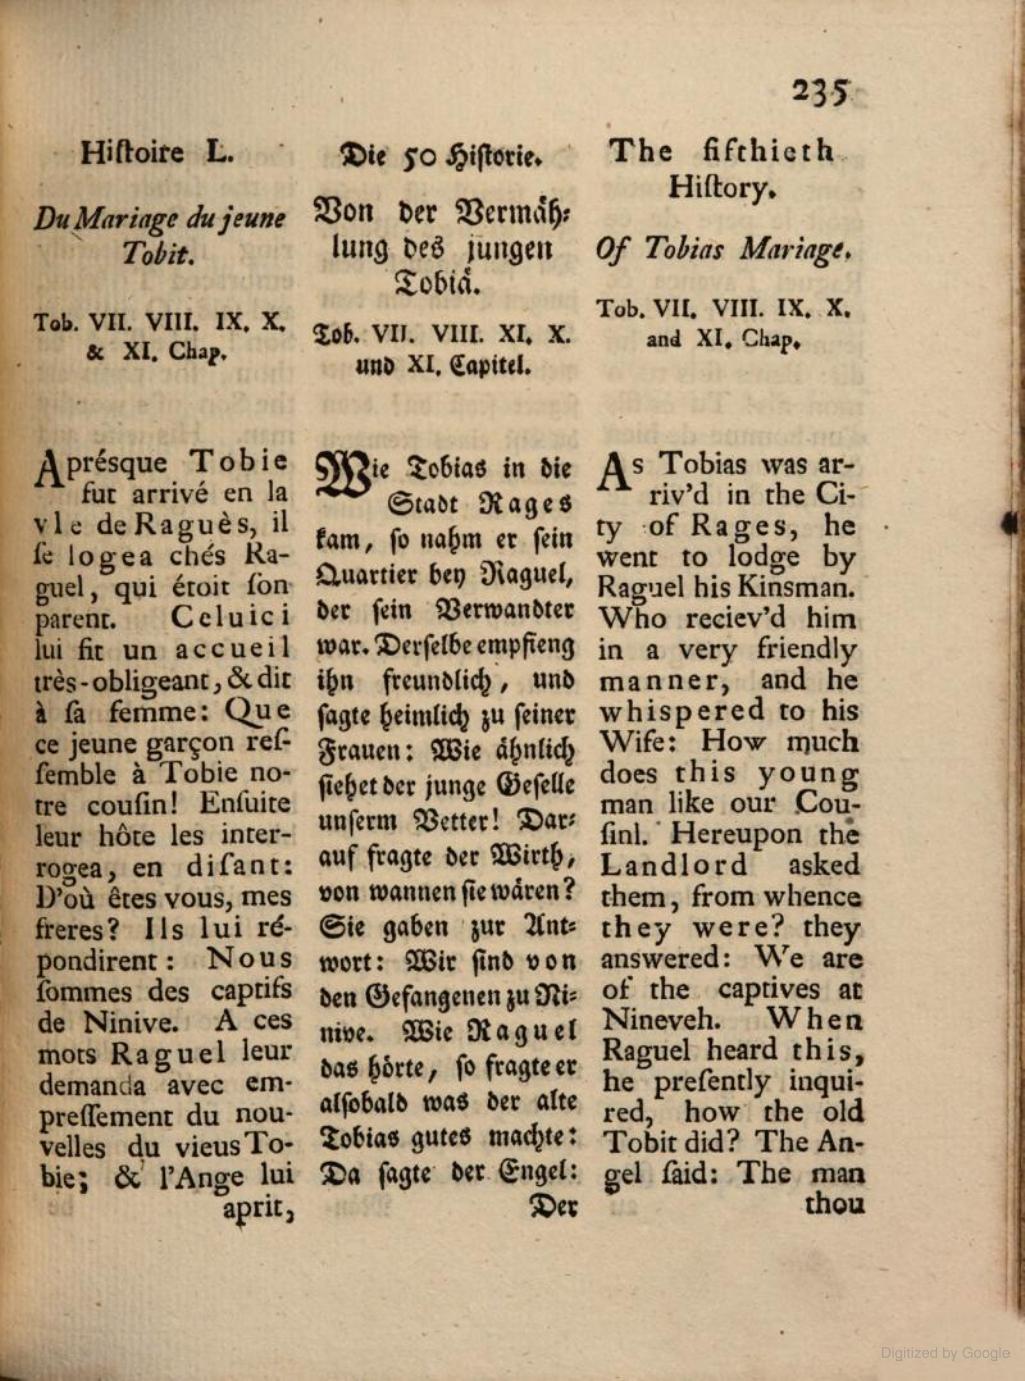 235
Hiſtoire L.
Du Mariage du jeune
Tobit.
Tob. VII. VIII. IX. X.
& XI. Chap.
Aprésque Tobie
fut arrivé en la
vle de Raguès, il
ſe logea chés Ra-
guel, qui étoit ſon
parent. Celuici
lui fit un accueil
très-obligeant, & dit
à ſa femme: Que
ce jeune garçon reſ-
ſemble à Tobie no-
tre couſin! Enſuite
leur hôte les inter-
rogea, en diſant:
D'où êtes vous, mes
freres? Ils lui ré-
pondirent: Nous
ſommes des captifs
de Ninive. A ces
mots Raguel leur
demanda avec em-
preſſement du nou-
velles du vieus To-
bie; & l'Ange lui
aprit,
Die 50 Hiſtorie.
Von der Vermåh-
lung des jungen
Tobiå.
Tob. VII. VIII. XI. X.
und XI. Capitel.
Wie Tobias in die
Stadt Rages
kam, ſo nahm er ſein
Quartier bey Raguel,
der ſein Verwandter
war. Derſelbe empfieng
ihn freundlich, und
ſagte heimlich zu ſeiner
Frauen: Wie åhnlich
ſiehet der junge Geſelle
unſerm Vetter! Dar-
auf fragte der Wirth,
von wannen ſie wåren?
Sie gaben zur Ant-
wort: Wir ſind von
den Gefangenen zu Ni-
nive. Wie Raguel
das hörte, ſo fragte er
alſobald was der alte
Tobias gutes machte:
Da ſagte der Engel:
Der
The fifthieth
Hiſtory.
Of Tobias Mariage.
Tob. VII. VIII. IX. X.
and XI. Chap.
As Tobias was ar-
riv'd in the Ci-
ty of Rages, he
went to lodge by
Raguel his Kinsman.
Who reciev'd him
in a very friendly
manner, and he
whispered to his
Wife: How much
does this young
man like our Cou-
ſinl. Hereupon the
Landlord asked
them, from whence
they were? they
answered: We are
of the captives at
Nineveh. When
Raguel heard this,
he preſently inqui-
red, how the old
Tobit did? The An-
gel ſaid: The man
thou
Digitized by Google